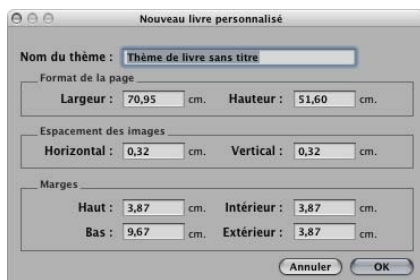 Nouveau livre personnalisé
Nom du thème : Thème de livre sans titre
Format de la page
Largeur : 70,95 cm. Hauteur : 51,60 cm.
Espacement des images
Horizontal : 0,32 cm. Vertical : 0,32 cm.
Marges
Haut : 3,87 cm. Intérieur : 3,87 cm.
Bas : 9,67 cm. Extérieur : 3,87 cm.
Annuler OK